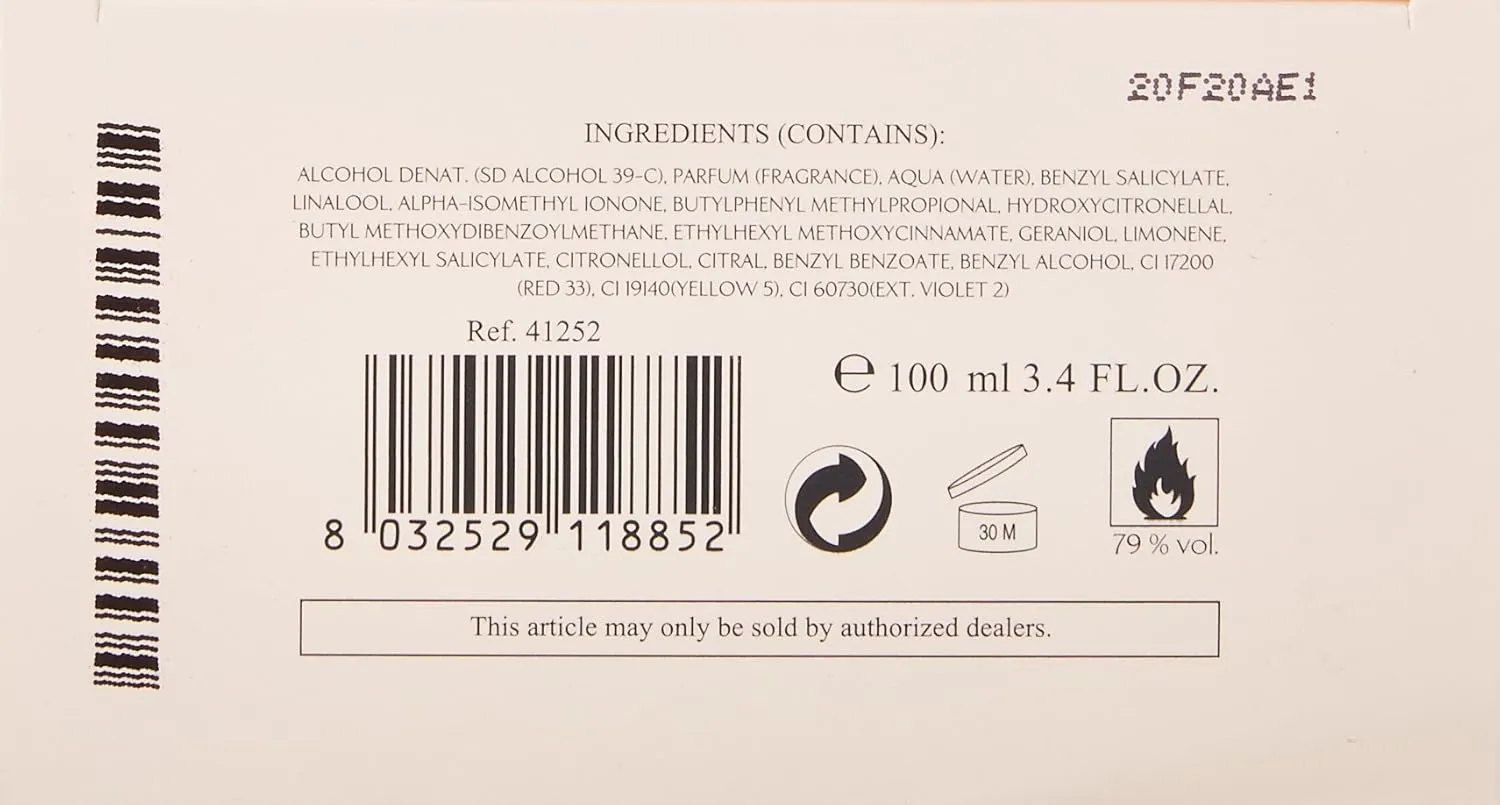 20F20AE1
INGREDIENTS (CONTAINS):
ALCOHOL DENAT. (SD ALCOHOL 39-C), PARFUM (FRAGRANCE), AQUA (WATER), BENZYL SALICYLATE,
LINALOOL, ALPHA-ISOMETHYL IONONE, BUTYLPHENYL METHYLPROPIONAL, HYDROXYCITRONELLAL,
BUTYL METHOXYDIBENZOYLMETHANE, ETHYLHEXYL METHOXYCINNAMATE, GERANIOL, LIMONENE,
ETHYLHEXYL SALICYLATE, CITRONELLOL, CITRAL, BENZYL BENZOATE, BENZYL ALCOHOL, CI 17200
(RED 33), CI 19140(YELLOW 5), CI 60730(EXT. VIOLET 2)
Ref. 41252
8 032529 118852
℮ 100 ml 3.4 FL.OZ.
30 M
79 % vol.
This article may only be sold by authorized dealers.